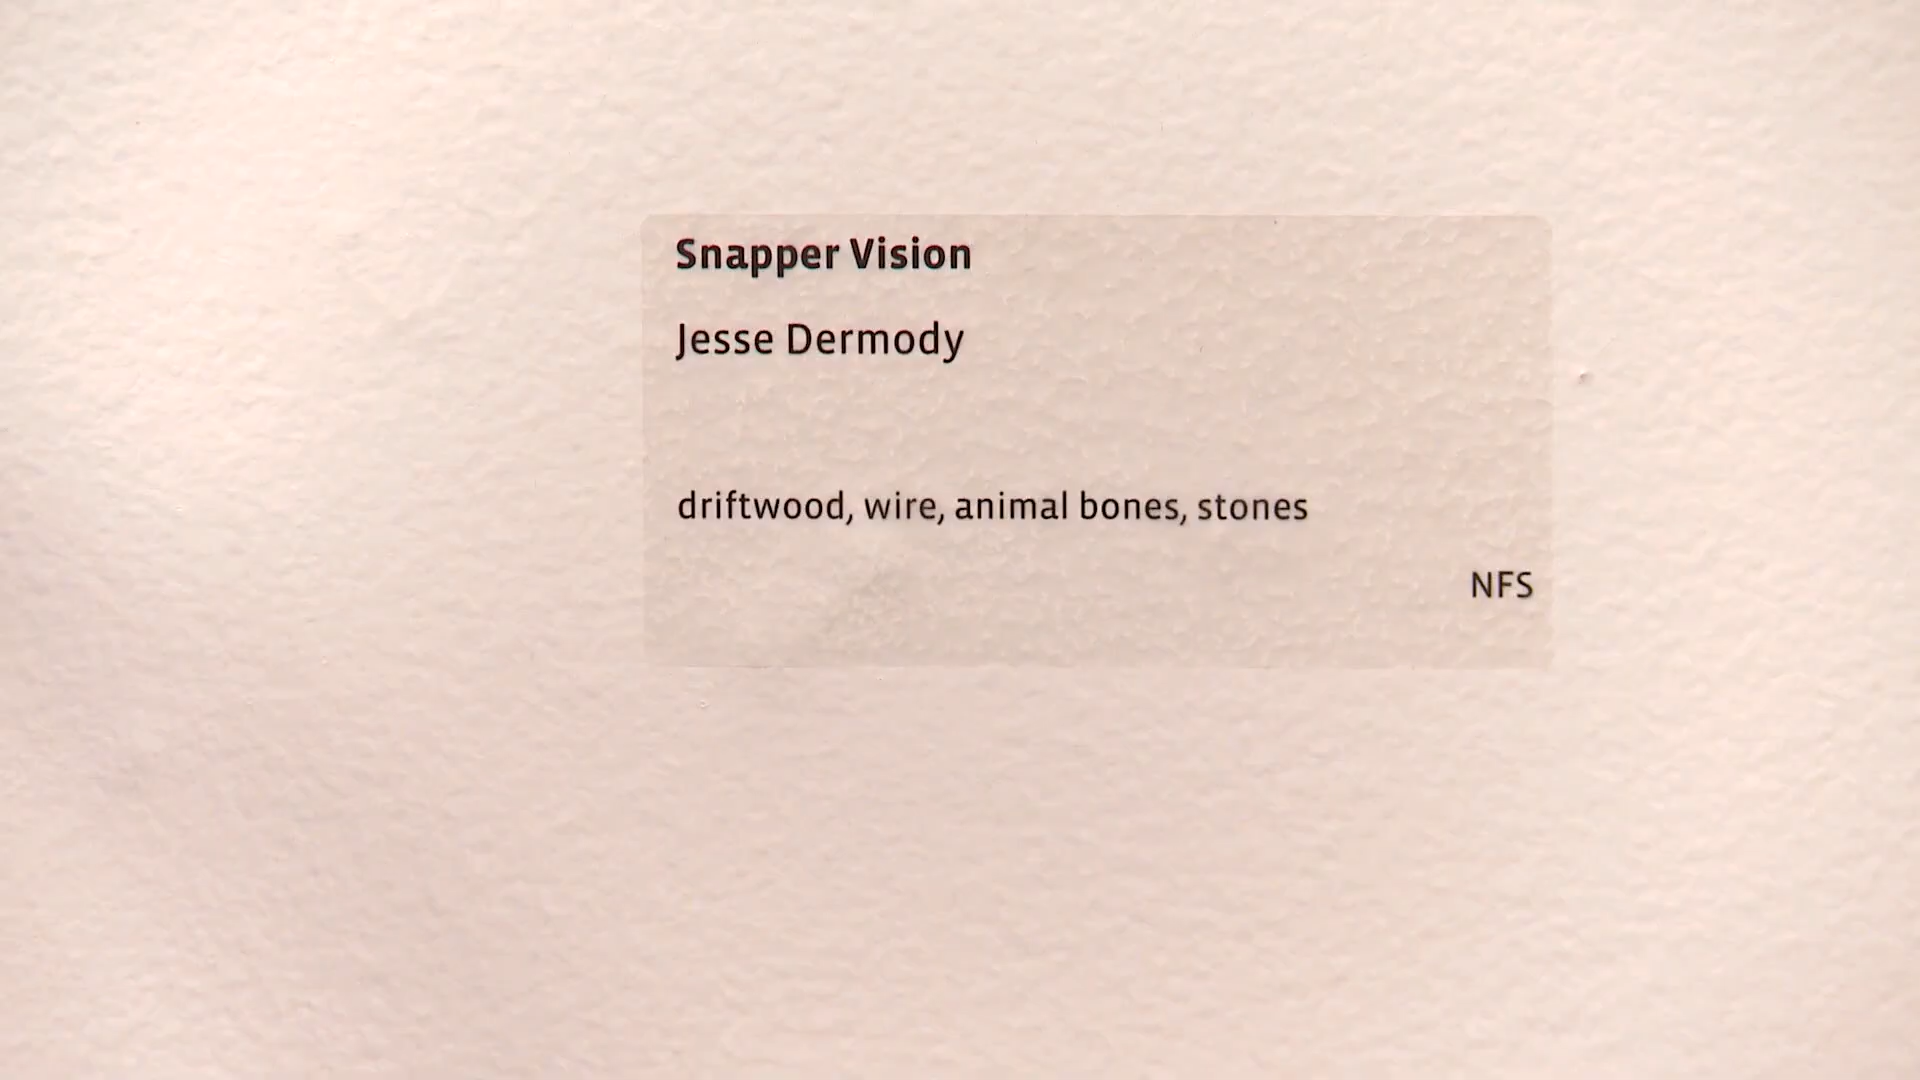 Snapper Vision
Jesse Dermody
driftwood, wire, animal bones, stones
NFS